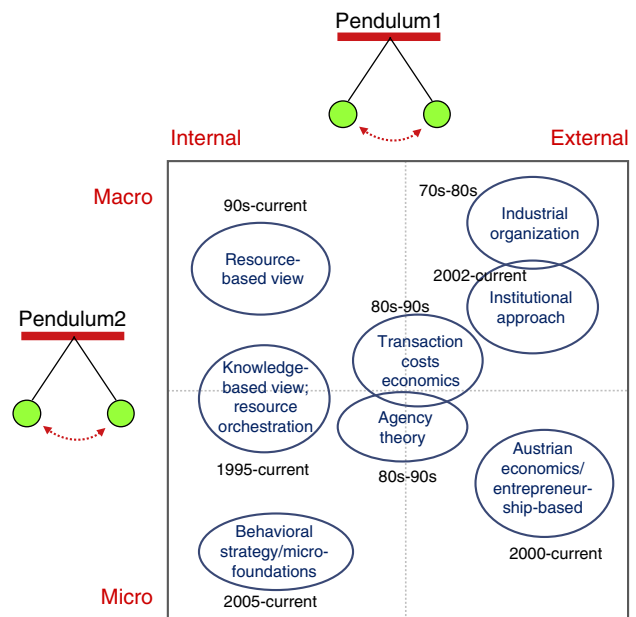 Pendulum1
Internal
External
Macro
70s-80s
90s-current
Industrial
organization
Resource-
based view
2002-current
Institutional
approach
80s-90s
Pendulum2
Transaction
costs
economics
Knowledge-
based view;
resource
orchestration
Agency
theory
Austrian
economics/
entrepreneur-
ship-based
1995-current
80s-90s
Behavioral
strategy/micro-
foundations
2000-current
Micro
2005-current